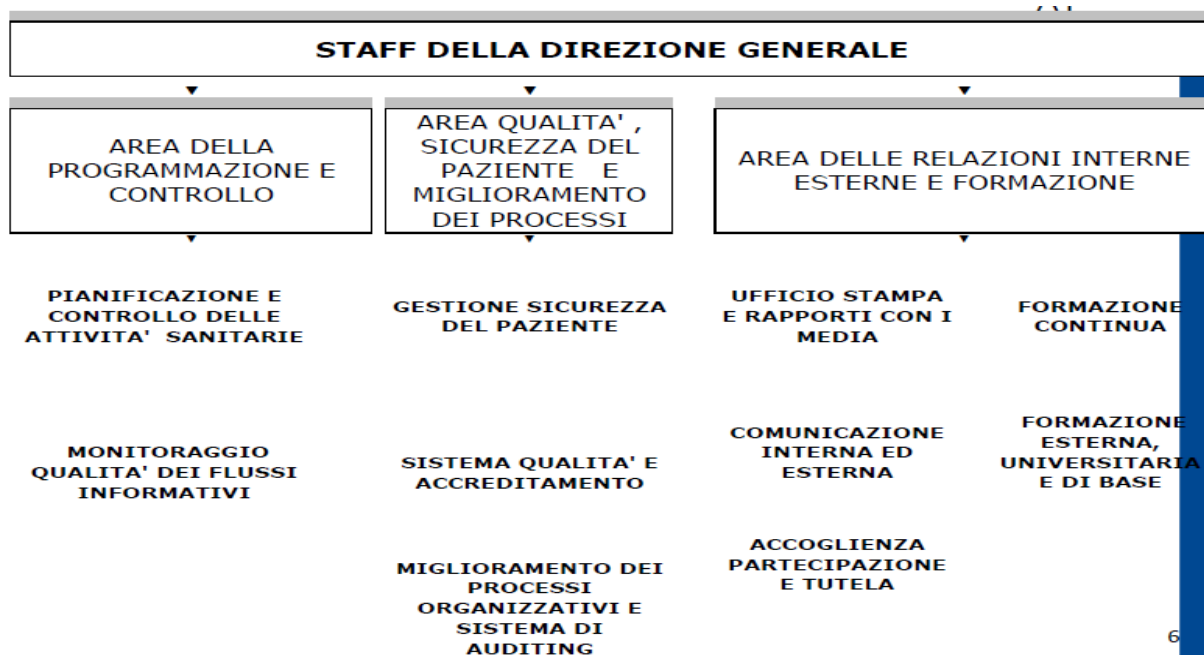 STAFF DELLA DIREZIONE GENERALE
AREA DELLA
PROGRAMMAZIONE E
CONTROLLO
AREA QUALITA' ,
SICUREZZA DEL
PAZIENTE E
MIGLIORAMENTO
DEI PROCESSI
AREA DELLE RELAZIONI INTERNE
ESTERNE E FORMAZIONE
PIANIFICAZIONE E
CONTROLLO DELLE
ATTIVITA' SANITARIE
MONITORAGGIO
QUALITA' DEI FLUSSI
INFORMATIVI
GESTIONE SICUREZZA
DEL PAZIENTE
SISTEMA QUALITA' E
ACCREDITAMENTO
MIGLIORAMENTO DEI
PROCESSI
ORGANIZZATIVI E
SISTEMA DI
AUDITING
UFFICIO STAMPA
E RAPPORTI CON I
MEDIA
COMUNICAZIONE
INTERNA ED
ESTERNA
ACCOGLIENZA
PARTECIPAZIONE
E TUTELA
FORMAZIONE
CONTINUA
FORMAZIONE
ESTERNA,
UNIVERSITARIA
E DI BASE
6